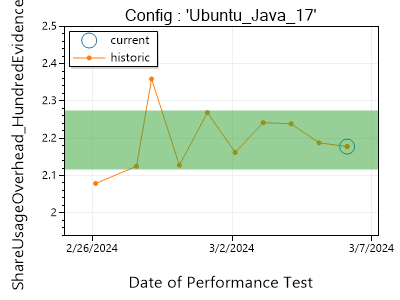 Config : 'Ubuntu_Java_17'
current
historic
ShareUsageOverhead_HundredEvidence
2.5
2.4
2.3
2.2
2.1
2
2/26/2024
3/2/2024
3/7/2024
Date of Performance Test